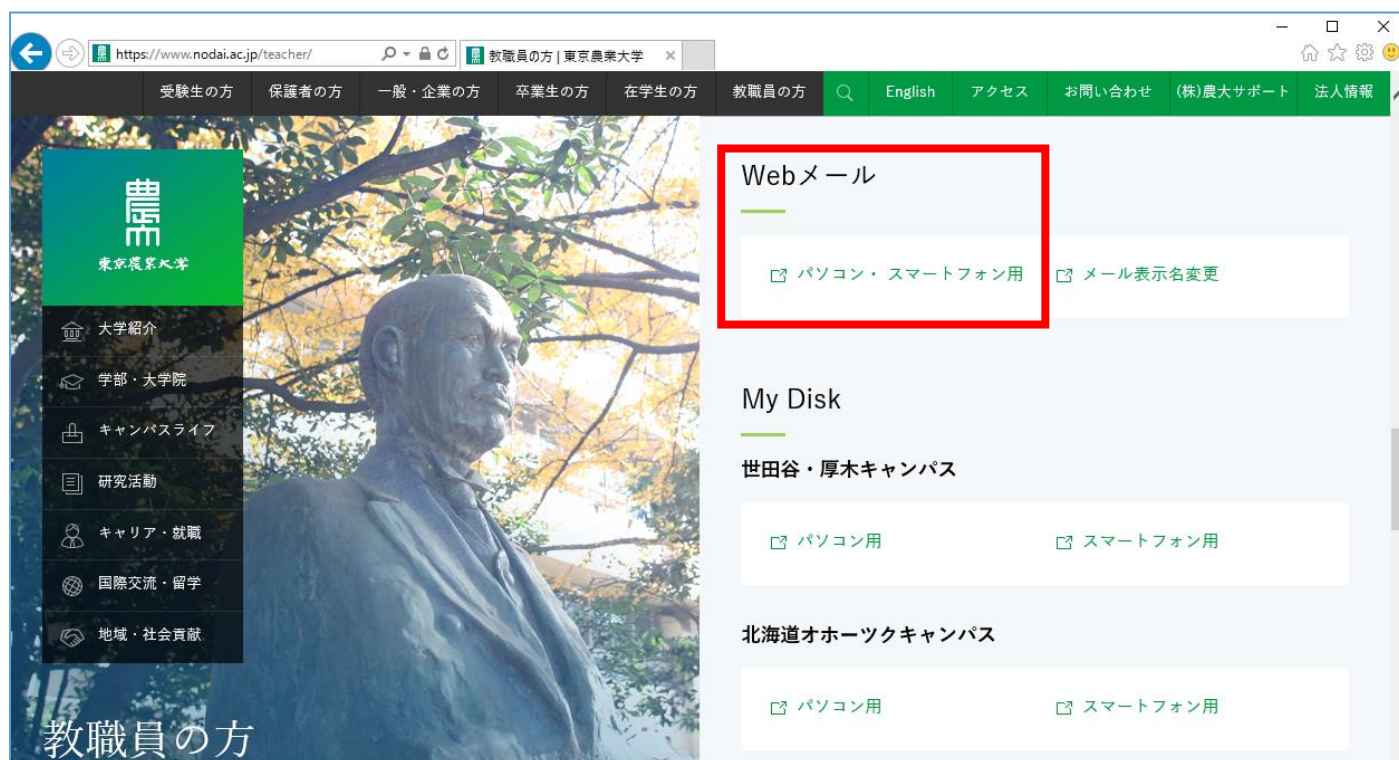 https://www.nodai.ac.jp/teacher/
教職員の方 | 東京農業大学
受験生の方 保護者の方 一般・企業の方 卒業生の方 在学生の方 教職員の方 English アクセス お問い合わせ (株)農大サポート 法人情報
東京農業大学
大学紹介
学部・大学院
キャンパスライフ
研究活動
キャリア・就職
国際交流・留学
地域・社会貢献
教職員の方
Webメール
パソコン・ スマートフォン用 メール表示名変更
My Disk
世田谷・厚木キャンパス
パソコン用 スマートフォン用
北海道オホーツクキャンパス
パソコン用 スマートフォン用